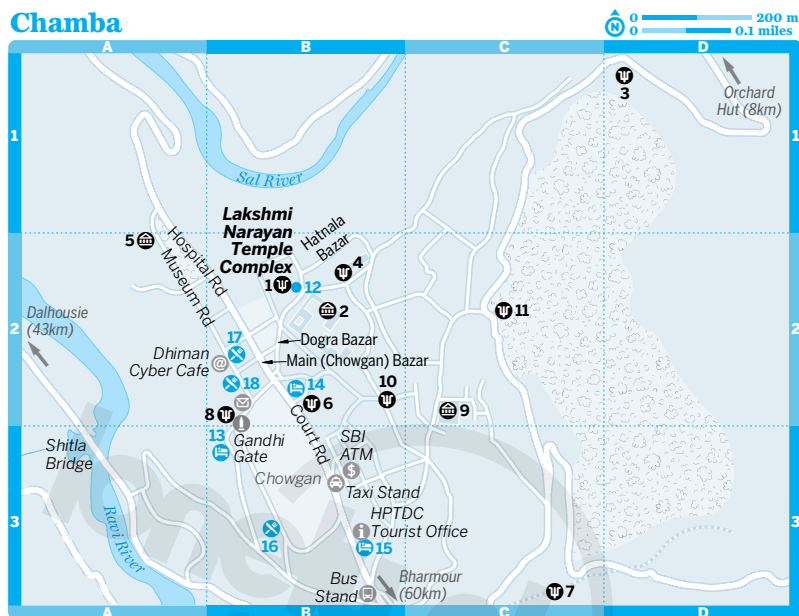 Chamba
N
0 200 m
0 0.1 miles
A B C D
1 1
2 2
3 3
A B C D
3
Orchard
Hut (8km)
Sal River
Lakshmi
Narayan
Temple
Complex
Hatnala
Bazar
5
Hospital Rd
Museum Rd
4
1 12
2
11
Dalhousie
(43km)
17
Dogra Bazar
Main (Chowgan) Bazar
Dhiman
Cyber Cafe
@
18
14
10
6
9
8
13
Gandhi
Gate
Court Rd
SBI
ATM
$
Shitla
Bridge
Chowgan
Taxi Stand
HPTDC
Tourist Office
i
16
15
Ravi River
Bus
Stand
Bharmour
(60km)
7
lonely